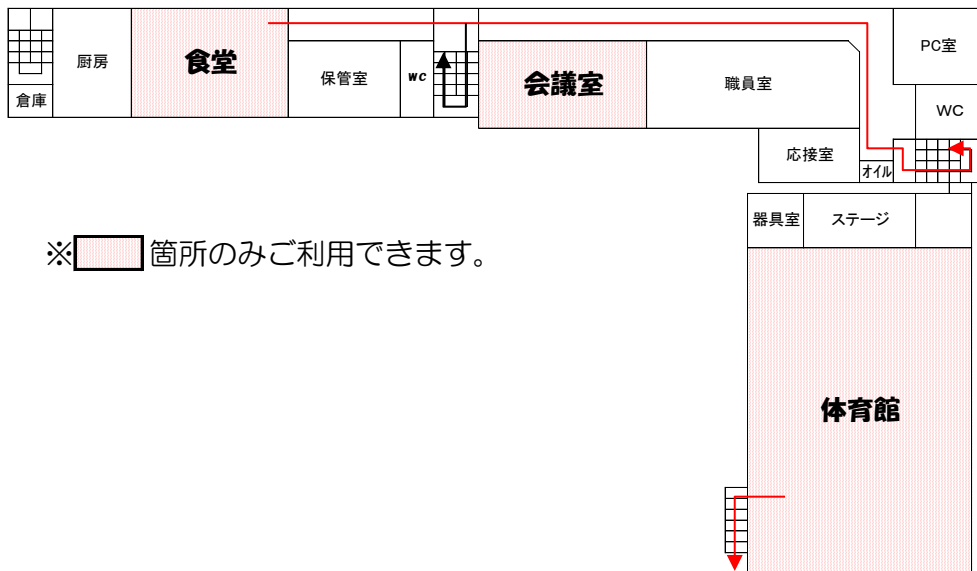 厨房
食堂
保管室
WC
会議室
職員室
PC室
倉庫
WC
応接室
オイル
器具室
ステージ
※箇所のみご利用できます。
体育館